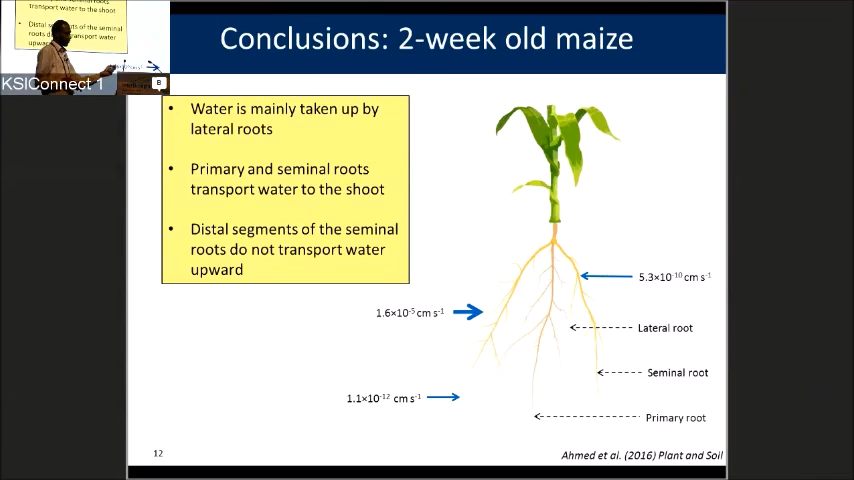 transport water to the shoot
Distal segments of the seminal
roots do not transport water
upward
KSIConnect 1
B
Conclusions: 2-week old maize
• Water is mainly taken up by
lateral roots
• Primary and seminal roots
transport water to the shoot
• Distal segments of the seminal
roots do not transport water
upward
5.3×10⁻¹⁰ cm s⁻¹
1.6×10⁻⁵ cm s⁻¹
Lateral root
Seminal root
1.1×10⁻¹² cm s⁻¹
Primary root
12
Ahmed et al. (2016) Plant and Soil